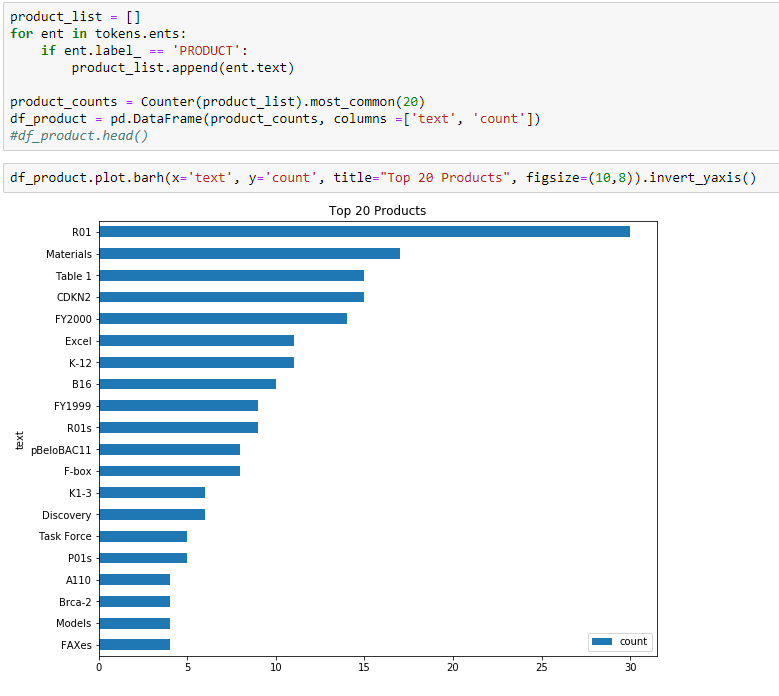 product_list = []
for ent in tokens.ents:
    if ent.label_ == 'PRODUCT':
        product_list.append(ent.text)
product_counts = Counter(product_list).most_common(20)
df_product = pd.DataFrame(product_counts, columns =['text', 'count'])
#df_product.head()
df_product.plot.barh(x='text', y='count', title="Top 20 Products", figsize=(10,8)).invert_yaxis()
Top 20 Products
R01
Materials
Table 1
CDKN2
FY2000
Excel
K-12
B16
FY1999
R01s
text
pBeloBAC11
F-box
K1-3
Discovery
Task Force
P01s
A110
Brca-2
Models
FAXes
count
0 5 10 15 20 25 30